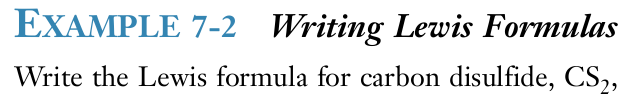 EXAMPLE 7-2 Writing Lewis Formulas
Write the Lewis formula for carbon disulfide, CS₂,